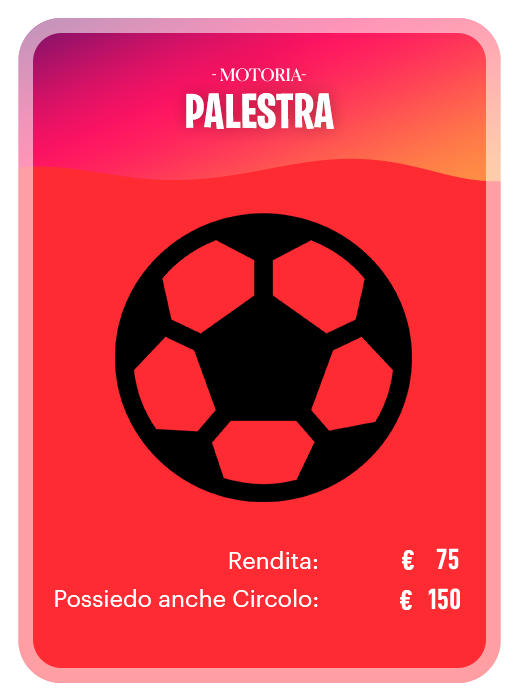 - MOTORIA-
PALESTRA
Rendita: € 75
Possiedo anche Circolo: € 150